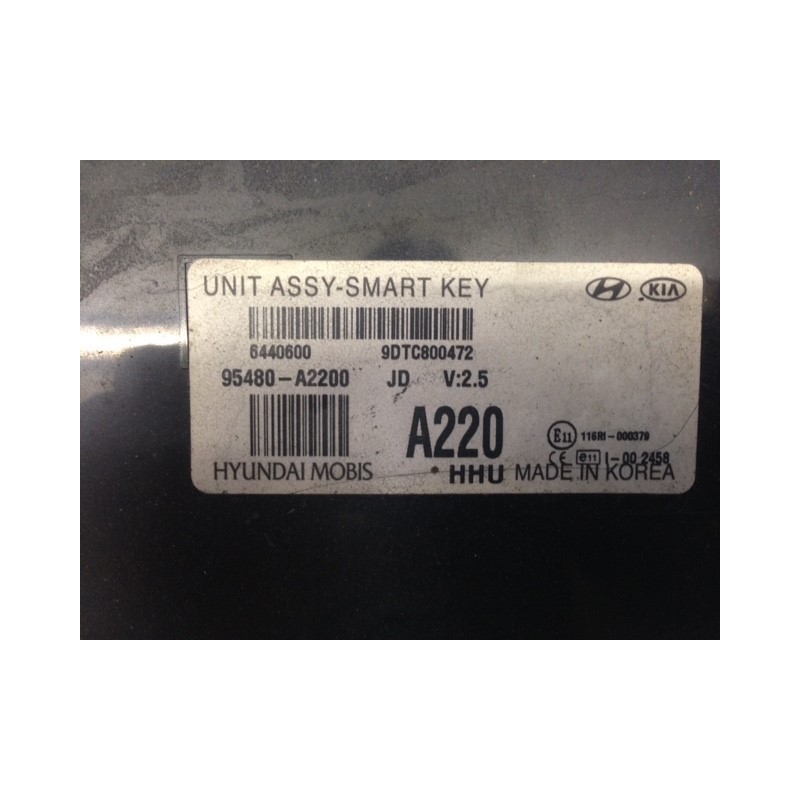 UNIT ASSY-SMART KEY KIA
6440600 9DTC800472
95480-A2200 JD V:2.5
A220 E11 116RI-000379
CE e11 I-00 2458
HYUNDAI MOBIS HHU MADE IN KOREA